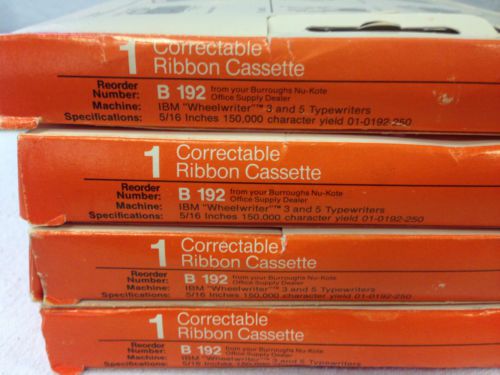 1 Correctable
Ribbon Cassette
Reorder
Number: B 192 from your Burroughs Nu-Kote
Office Supply Dealer
Machine: IBM "Wheelwriter"™ 3 and 5 Typewriters
Specifications: 5/16 Inches 150,000 character yield 01-0192-250
1 Correctable
Ribbon Cassette
Reorder
Number: B 192 from your Burroughs Nu-Kote
Office Supply Dealer
Machine: IBM "Wheelwriter"™ 3 and 5 Typewriters
Specifications: 5/16 Inches 150,000 character yield 01-0192-250
1 Correctable
Ribbon Cassette
Reorder
Number: B 192 from your Burroughs Nu-Kote
Office Supply Dealer
Machine: IBM "Wheelwriter"™ 3 and 5 Typewriters
Specifications: 5/16 Inches 150,000 character yield 01-0192-250
1 Correctable
Ribbon Cassette
Reorder
Number: B 192 from your Burroughs Nu-Kote
Office Supply Dealer
Machine: IBM "Wheelwriter"™ 3 and 5 Typewriters